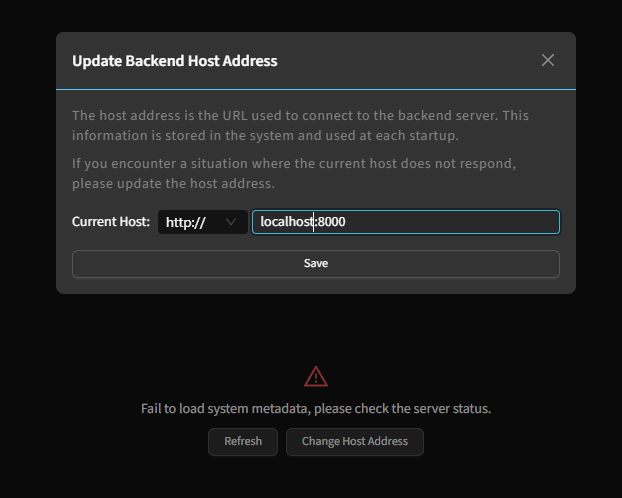 Update Backend Host Address
The host address is the URL used to connect to the backend server. This
information is stored in the system and used at each startup.
If you encounter a situation where the current host does not respond,
please update the host address.
Current Host: http:// localhost:8000
Save
Fail to load system metadata, please check the server status.
Refresh Change Host Address